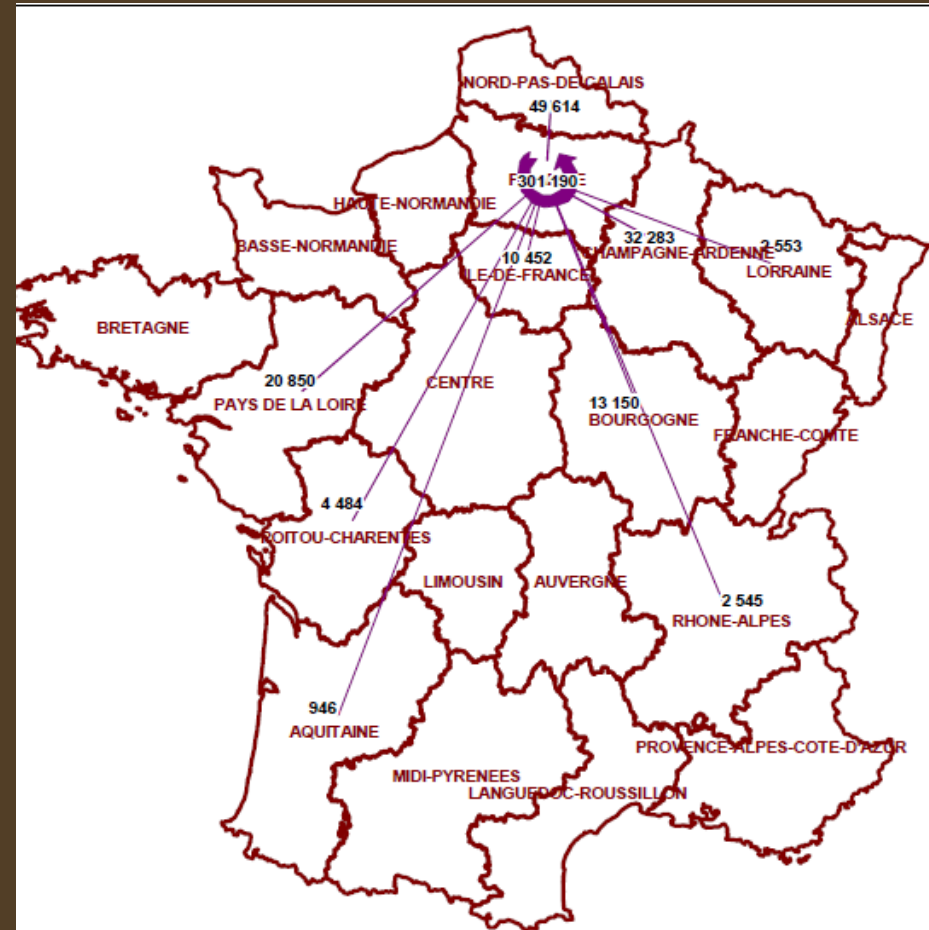 NORD-PAS-DE-CALAIS
49 614
301 190
HAUTE-NORMANDIE
BASSE-NORMANDIE
10 452
ILE-DE-FRANCE
32 283
CHAMPAGNE-ARDENNE
2 553
LORRAINE
ALSACE
BRETAGNE
20 850
PAYS DE LA LOIRE
CENTRE
13 150
BOURGOGNE
FRANCHE-COMTE
4 484
POITOU-CHARENTES
LIMOUSIN
AUVERGNE
2 545
RHONE-ALPES
946
AQUITAINE
MIDI-PYRENEES
LANGUEDOC-ROUSSILLON
PROVENCE-ALPES-COTE-D'AZUR